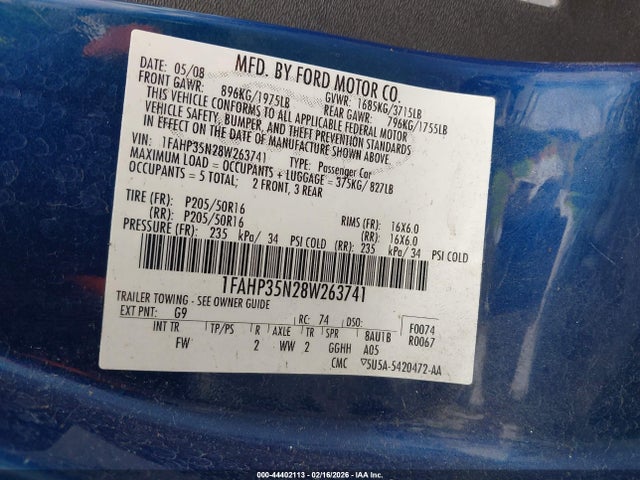 MFD. BY FORD MOTOR CO.
05/08
FRONT GAWR: 896KG/1975LB
GVWR: 1685KG/3715LB
REAR GAWR: 796KG/1755LB
THIS VEHICLE CONFORMS TO ALL APPLICABLE FEDERAL MOTOR
VEHICLE SAFETY, BUMPER, AND THEFT PREVENTION STANDARDS
IN EFFECT ON THE DATE OF MANUFACTURE SHOWN ABOVE.
VIN: 1FAHP35N28W263741 TYPE: Passenger Car
MAXIMUM LOAD = OCCUPANTS + LUGGAGE = 375KG/ 827LB
OCCUPANTS = 5 TOTAL; 2 FRONT, 3 REAR
TIRE (FR): P205/50R16 RIMS (FR): 16X6.0
(RR): P205/50R16 (RR): 16X6.0
PRESSURE (FR): 235 kPa/ 34 PSI COLD (RR): 235 kPa/ 34 PSI COLD
1FAHP35N28W263741
TRAILER TOWING - SEE OWNER GUIDE
EXT PNT: G9 RC: 74 DSO: F0074
INT TR TP/PS R AXLE TR SPR 8AU1B R0067
FW 2 WW 2 GGHH A05
CMC 5U5A-5420472-AA
000-44402113 - 02/16/2026 - IAA Inc.